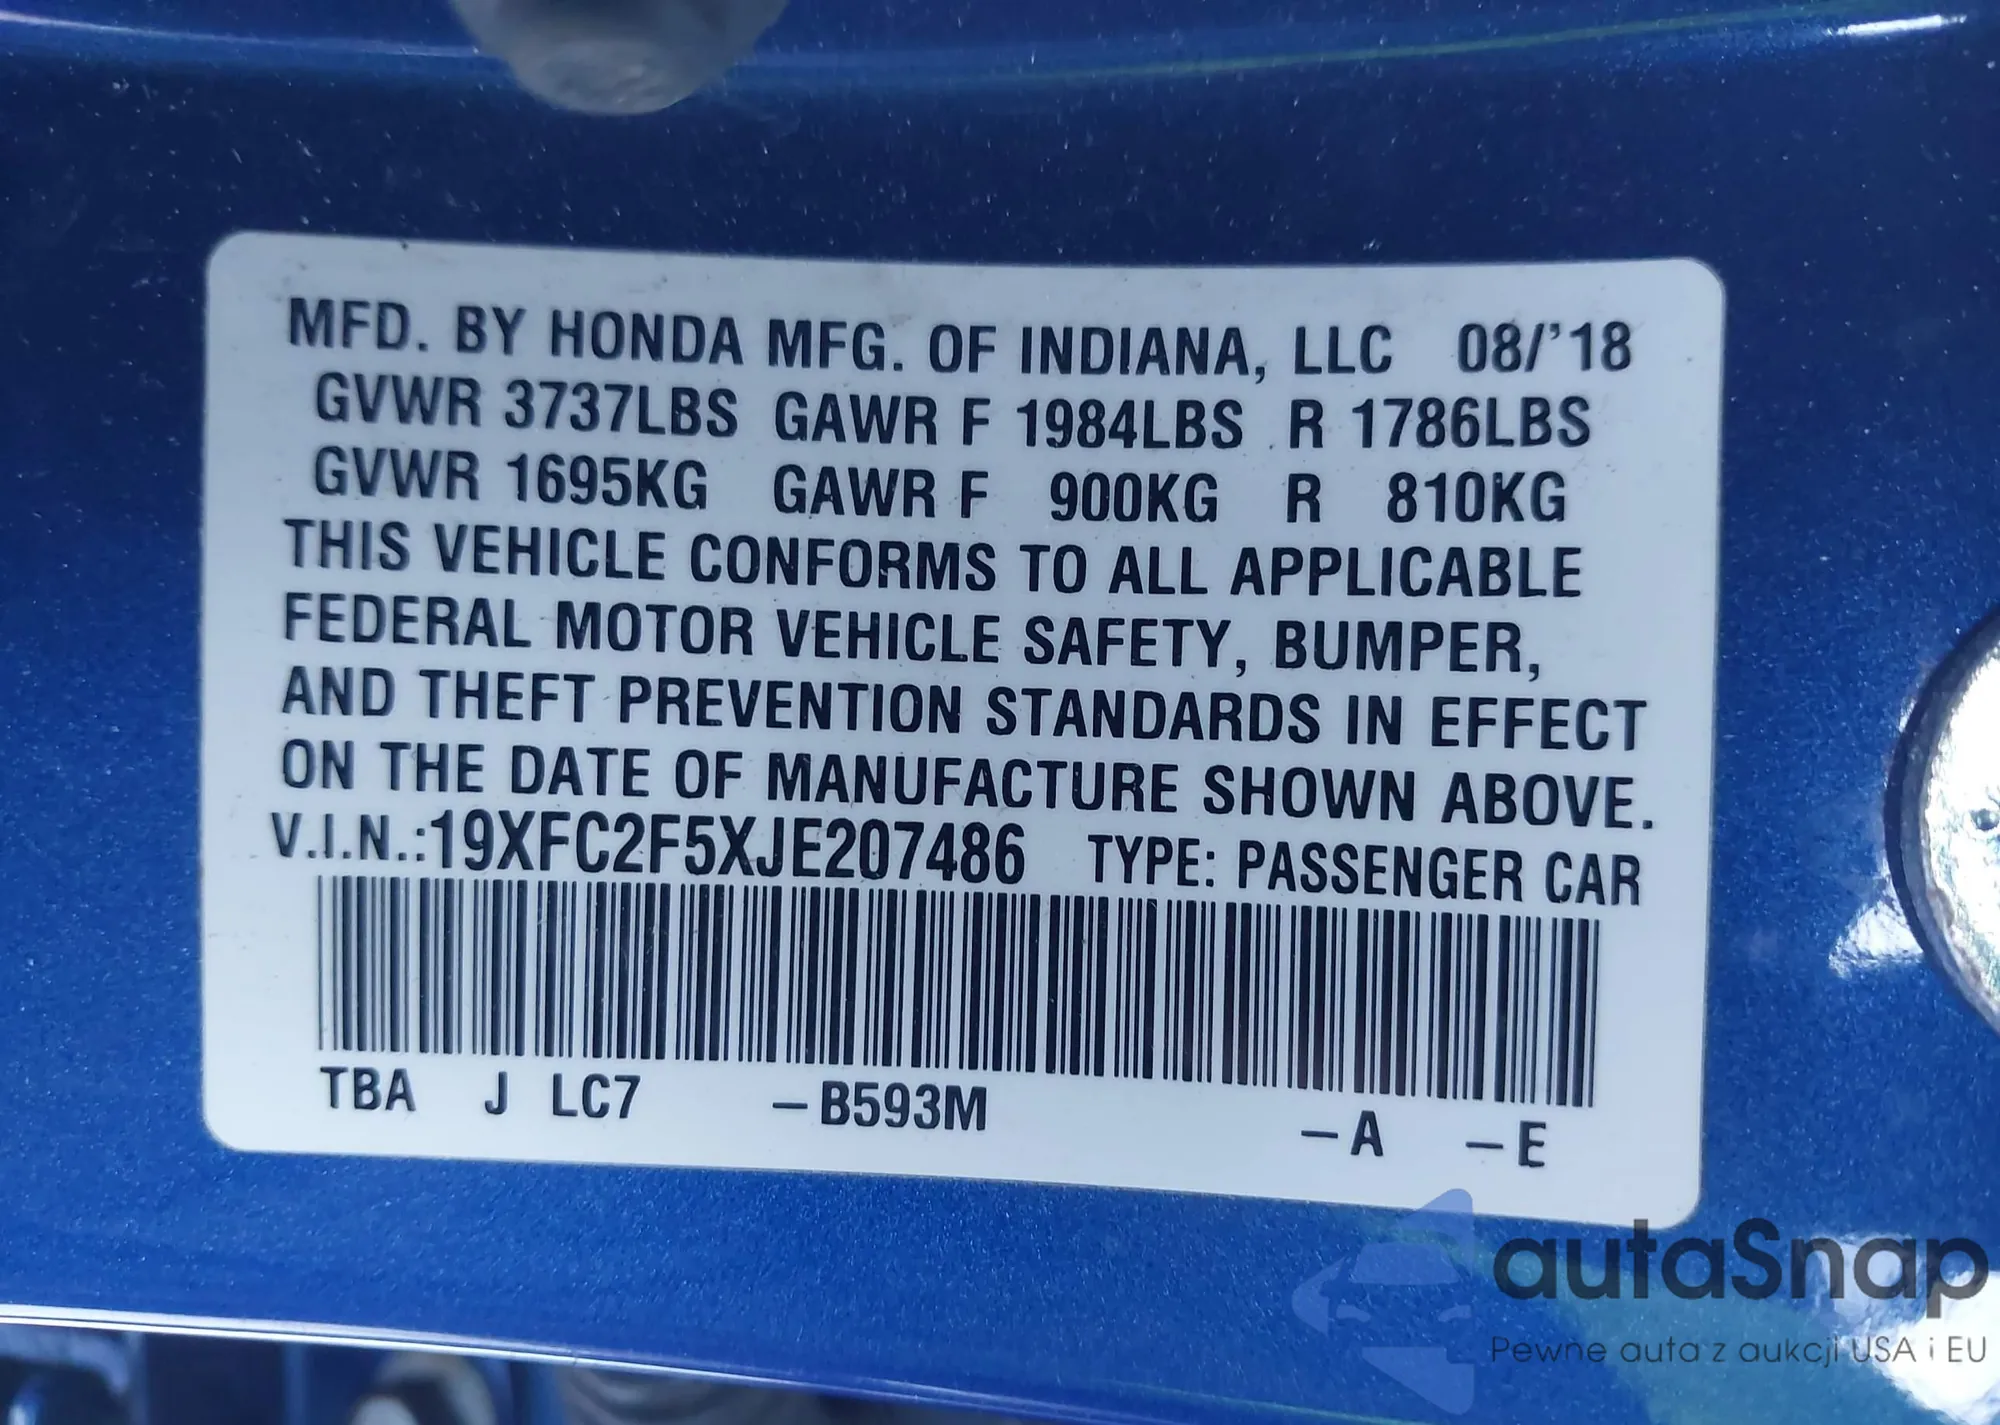 MFD. BY HONDA MFG. OF INDIANA, LLC 08/'18
GVWR 3737LBS GAWR F 1984LBS R 1786LBS
GVWR 1695KG GAWR F 900KG R 810KG
THIS VEHICLE CONFORMS TO ALL APPLICABLE
FEDERAL MOTOR VEHICLE SAFETY, BUMPER,
AND THEFT PREVENTION STANDARDS IN EFFECT
ON THE DATE OF MANUFACTURE SHOWN ABOVE.
V.I.N.:19XFC2F5XJE207486 TYPE: PASSENGER CAR
TBA J LC7 –B593M –A –E
autaSnap
Pewne auta z aukcji USA i EU